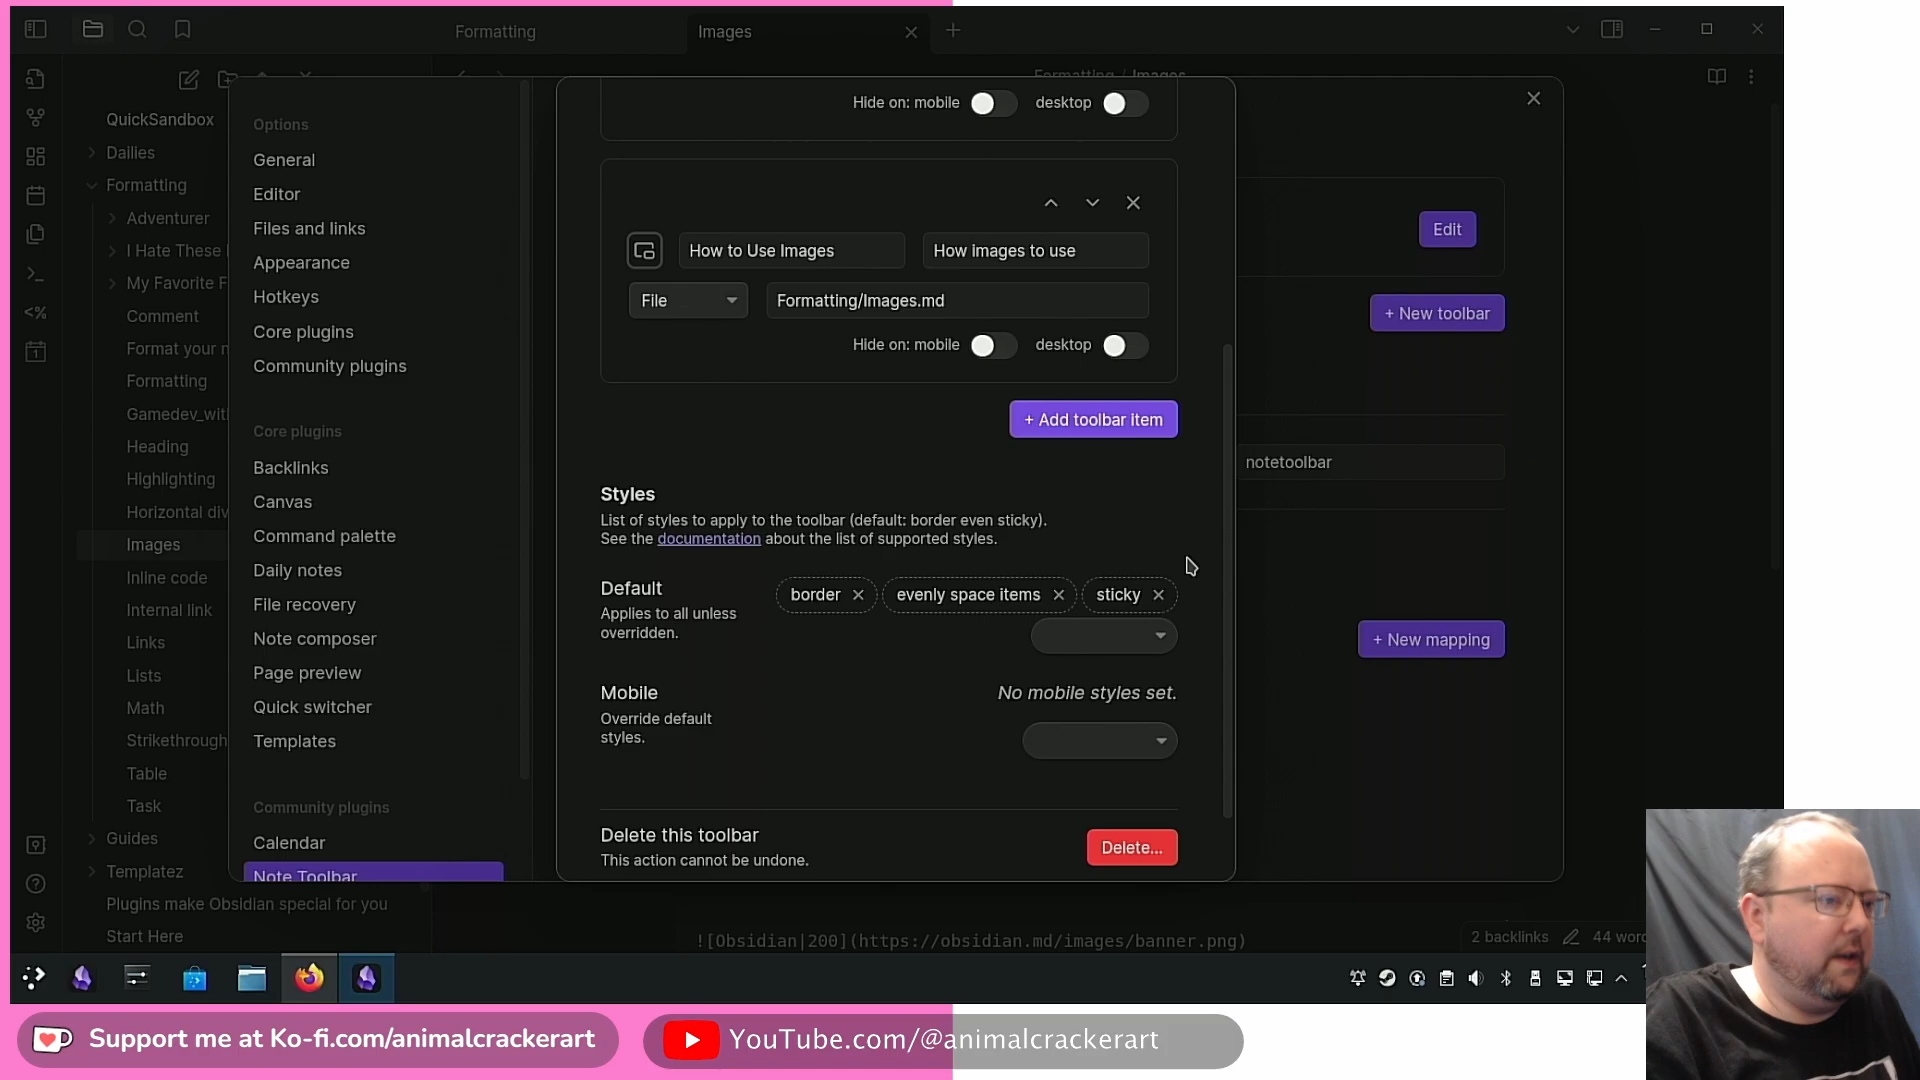 Formatting
Images
Formatting / Images
QuickSandbox
Dailies
Formatting
Adventurer
I Hate These
My Favorite F
Comment
Format your n
Formatting
Gamedev_wit
Heading
Highlighting
Horizontal div
Images
Inline code
Internal link
Links
Lists
Math
Strikethrough
Table
Task
Guides
Templatez
Plugins make Obsidian special for you
Start Here
Options
General
Editor
Files and links
Appearance
Hotkeys
Core plugins
Community plugins
Core plugins
Backlinks
Canvas
Command palette
Daily notes
File recovery
Note composer
Page preview
Quick switcher
Templates
Community plugins
Calendar
Note Toolbar
Hide on: mobile desktop
How to Use Images How images to use
File Formatting/Images.md
Hide on: mobile desktop
+ Add toolbar item
Styles
List of styles to apply to the toolbar (default: border even sticky).
See the documentation about the list of supported styles.
Default
Applies to all unless
overridden.
border evenly space items sticky
Mobile
Override default
styles.
No mobile styles set.
Delete this toolbar
This action cannot be undone.
Delete...
Edit
+ New toolbar
notetoolbar
+ New mapping
![Obsidian|200](https://obsidian.md/images/banner.png)
2 backlinks 44 wor
Support me at Ko-fi.com/animalcrackerart
YouTube.com/@animalcrackerart